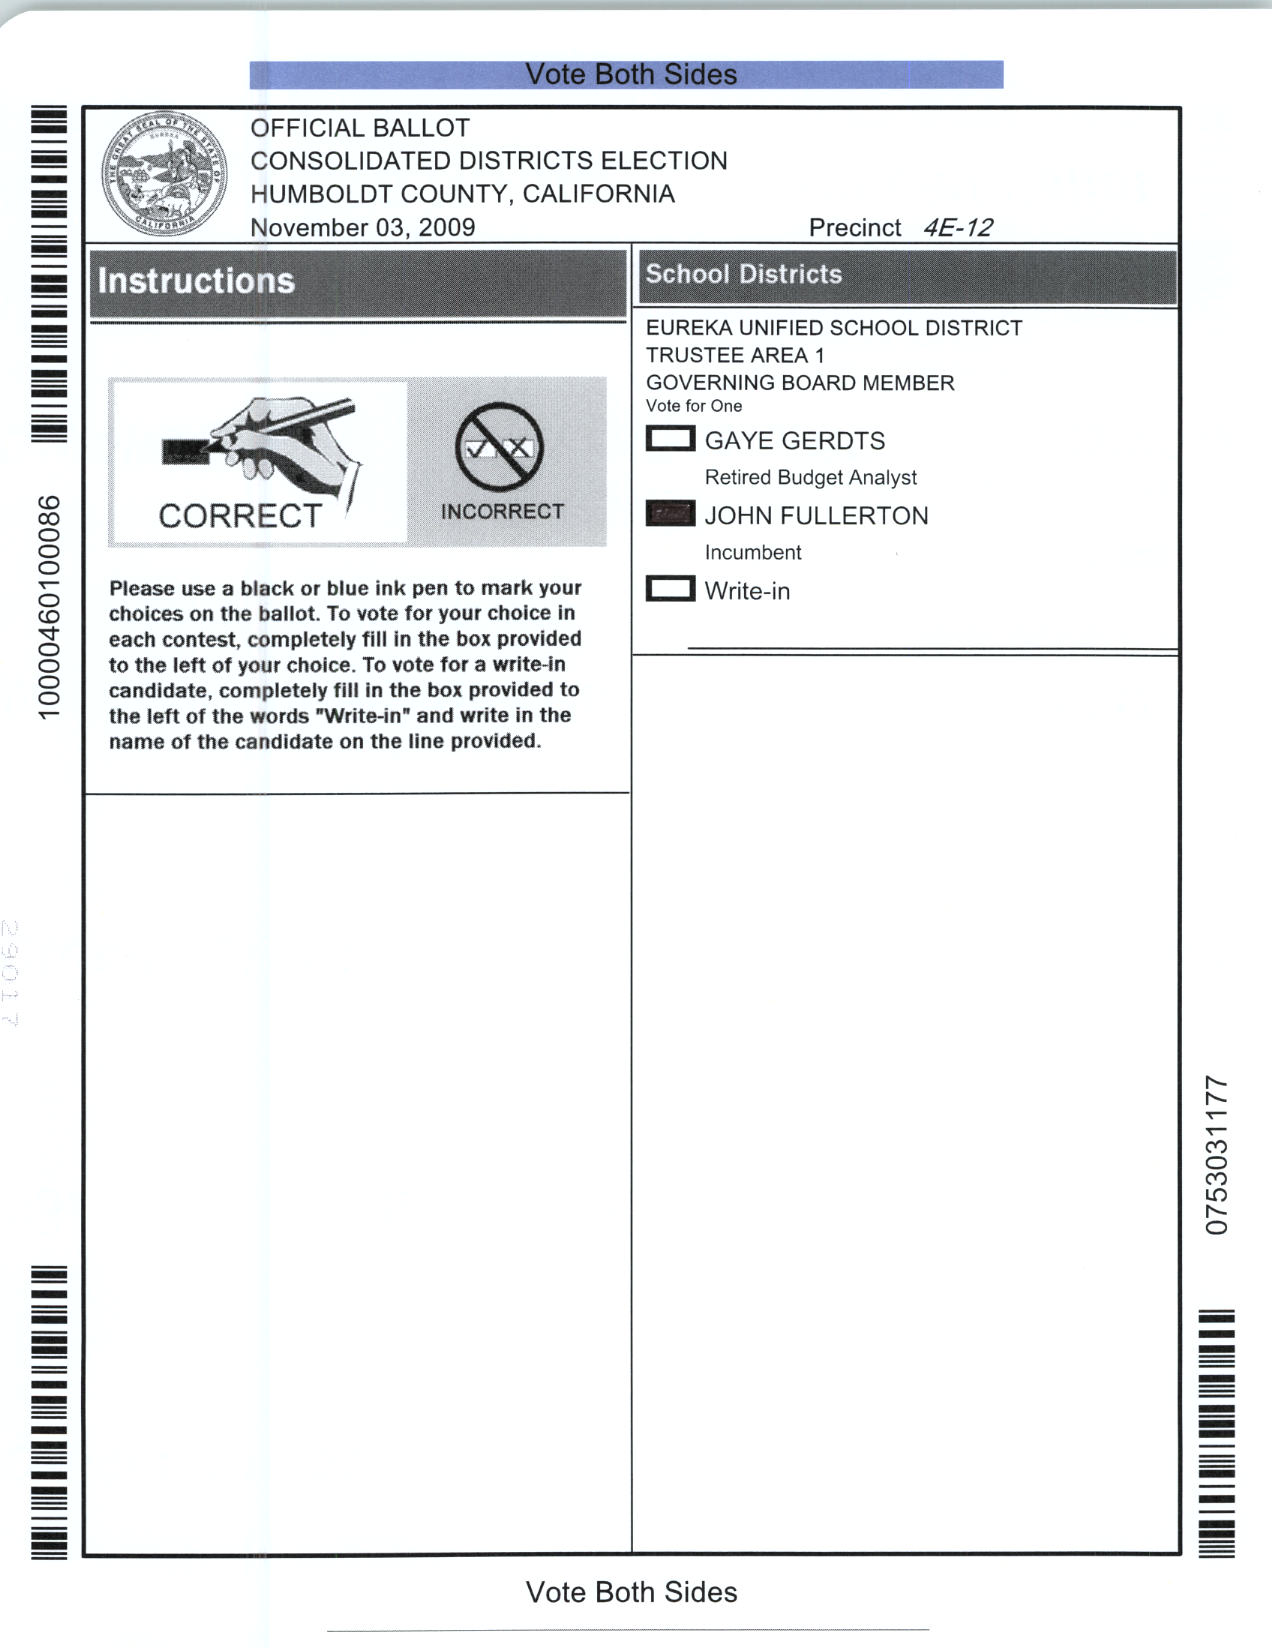 Vote Both Sides
OFFICIAL BALLOT
CONSOLIDATED DISTRICTS ELECTION
HUMBOLDT COUNTY, CALIFORNIA
November 03, 2009
Precinct 4E-12
THE GREAT SEAL OF THE STATE OF CALIFORNIA
EUREKA
Instructions
CORRECT
INCORRECT
Please use a black or blue ink pen to mark your
choices on the ballot. To vote for your choice in
each contest, completely fill in the box provided
to the left of your choice. To vote for a write-in
candidate, completely fill in the box provided to
the left of the words "Write-in" and write in the
name of the candidate on the line provided.
School Districts
EUREKA UNIFIED SCHOOL DISTRICT
TRUSTEE AREA 1
GOVERNING BOARD MEMBER
Vote for One
GAYE GERDTS
Retired Budget Analyst
JOHN FULLERTON
Incumbent
Write-in
10000460100086
29017
0753031177
Vote Both Sides